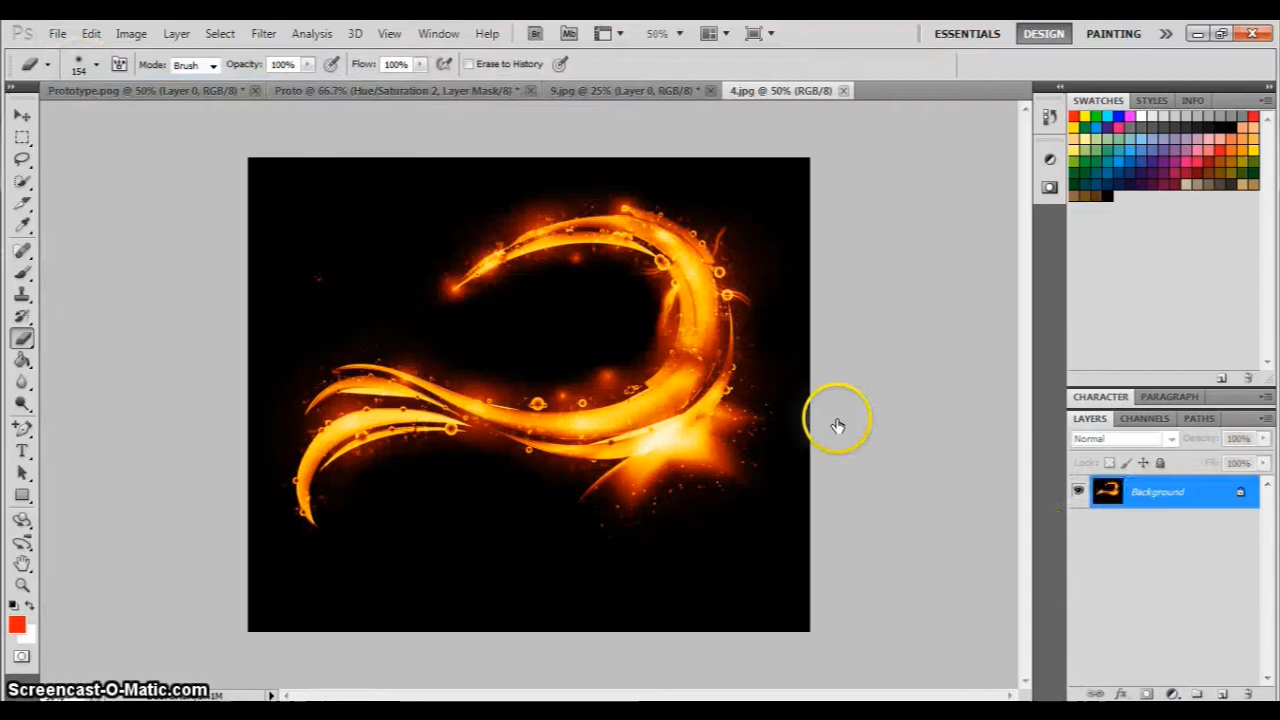 Ps File Edit Image Layer Select Filter Analysis 3D View Window Help Br Mb 50% ESSENTIALS DESIGN PAINTING
154 Mode: Brush Opacity: 100% Flow: 100% Erase to History
Prototype.png @ 50% (Layer 0, RGB/8) * Proto @ 66.7% (Hue/Saturation 2, Layer Mask/8) * 9.jpg @ 25% (Layer 0, RGB/8) * 4.jpg @ 50% (RGB/8)
SWATCHES STYLES INFO
CHARACTER PARAGRAPH
LAYERS CHANNELS PATHS
Normal Opacity: 100%
Lock: Fill: 100%
Background
Screencast-O-Matic.com